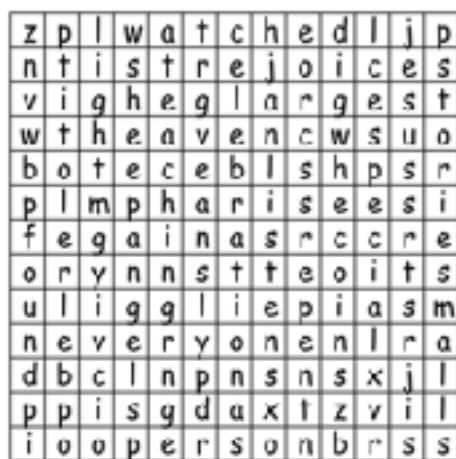 z p l w a t c h e d l j p
n t i s t r e j o i c e s
v i g h e g l a r g e s t
w t h e a v e n c w s u o
b o t e c e b l s h p s r
p l m p h a r i s e e s i
f e g a i n a s r c c r e
o r y n n s t t e o i t s
u l i g g l i e p i a s m
n e v e r y o n e n l r a
d b c l n p n s n s x j l
p p i s g d a x t z v i l
i o o p e r s o n b r s s